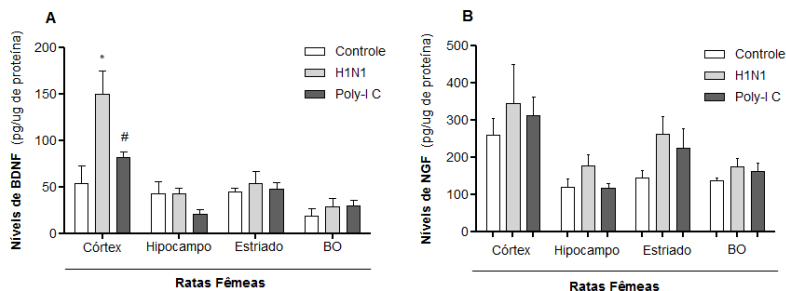 A
Níveis de BDNF (pg/ug de proteína)
200
150
100
50
0
*
#
Controle
H1N1
Poly-I C
Córtex Hipocampo Estriado BO
Ratas Fêmeas
B
Níveis de NGF (pg/ug de proteína)
500
400
300
200
100
0
Controle
H1N1
Poly-I C
Córtex Hipocampo Estriado BO
Ratas Fêmeas